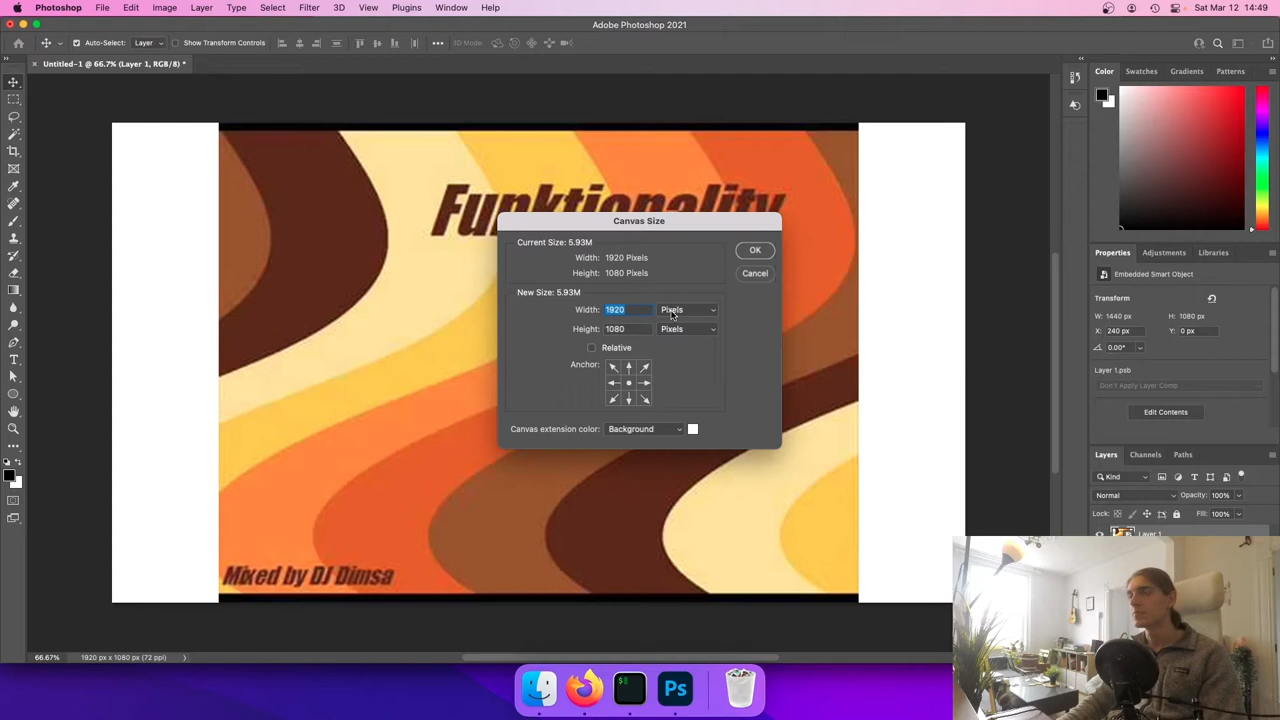 Photoshop File Edit Image Layer Type Select Filter 3D View Plugins Window Help Sat Mar 12 14:49
Adobe Photoshop 2021
Auto-Select: Layer Show Transform Controls 3D Mode:
Untitled-1 @ 66.7% (Layer 1, RGB/8) *
Color Swatches Gradients Patterns
Funktionality
Canvas Size
Current Size: 5.93M
Width: 1920 Pixels
Height: 1080 Pixels
OK
Cancel
New Size: 5.93M
Width: 1920 Pixels
Height: 1080 Pixels
Relative
Anchor:
Canvas extension color: Background
Properties Adjustments Libraries
Embedded Smart Object
Transform
W: 1440 px H: 1080 px
X: 240 px Y: 0 px
0.00°
Layer 1.psb
Don't Apply Layer Comp
Edit Contents
Layers Channels Paths
Kind
Normal Opacity: 100%
Lock: Fill: 100%
Layer 1
Mixed by DJ Dimsa
66.67% 1920 px x 1080 px (72 ppi)
$
Ps